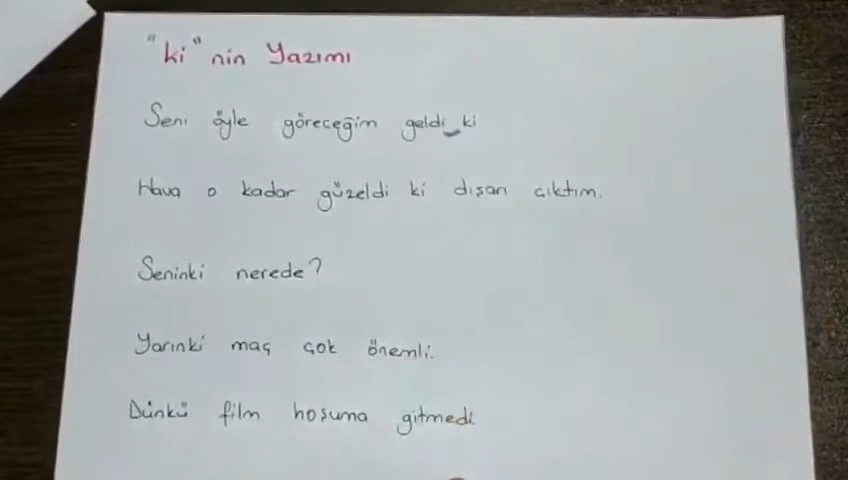 "ki" nin Yazımı
Seni öyle göreceğim geldi ki
Hava o kadar güzeldi ki dışarı çıktım.
Seninki nerede?
Yarınki maç çok önemli.
Dünkü film hoşuma gitmedi